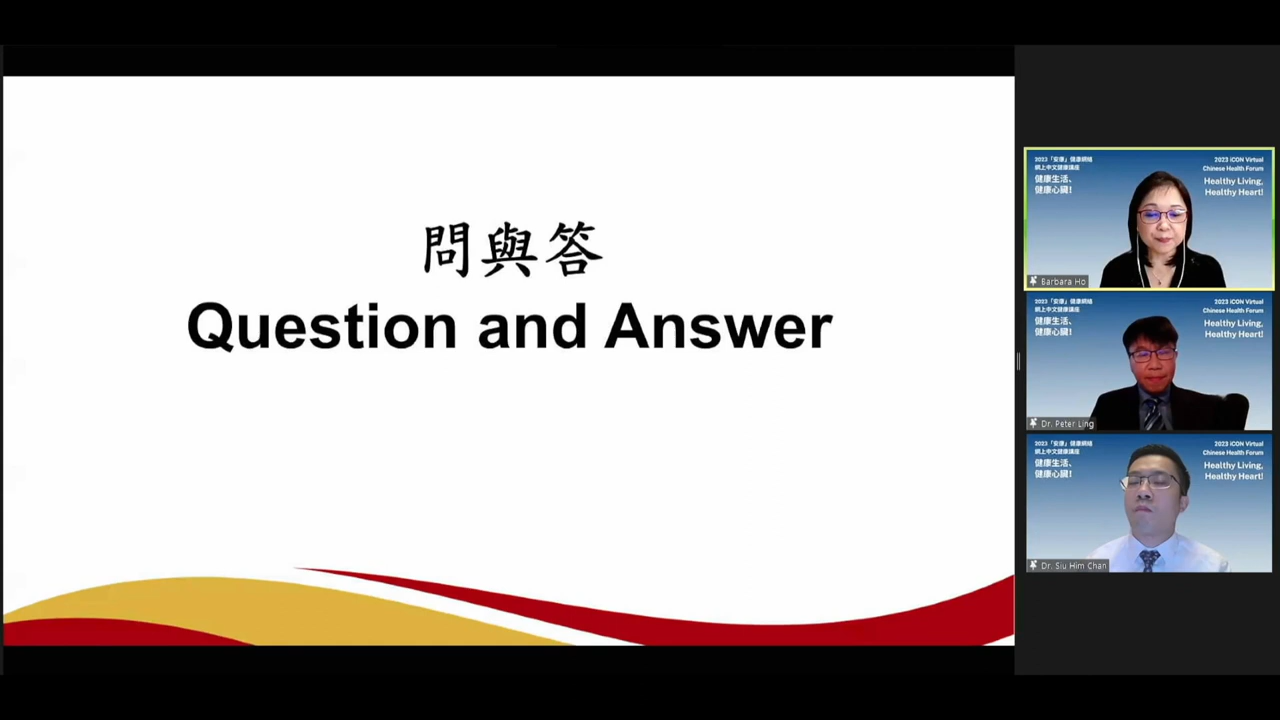 問與答
Question and Answer
2023「安康」健康網絡
網上中文健康講座
健康生活、
健康心臟!
2023 iCON Virtual
Chinese Health Forum
Healthy Living,
Healthy Heart!
Barbara Ho
2023「安康」健康網絡
網上中文健康講座
健康生活、
健康心臟!
2023 iCON Virtual
Chinese Health Forum
Healthy Living,
Healthy Heart!
Dr. Peter Ling
2023「安康」健康網絡
網上中文健康講座
健康生活、
健康心臟!
2023 iCON Virtual
Chinese Health Forum
Healthy Living,
Healthy Heart!
Dr. Siu Him Chan